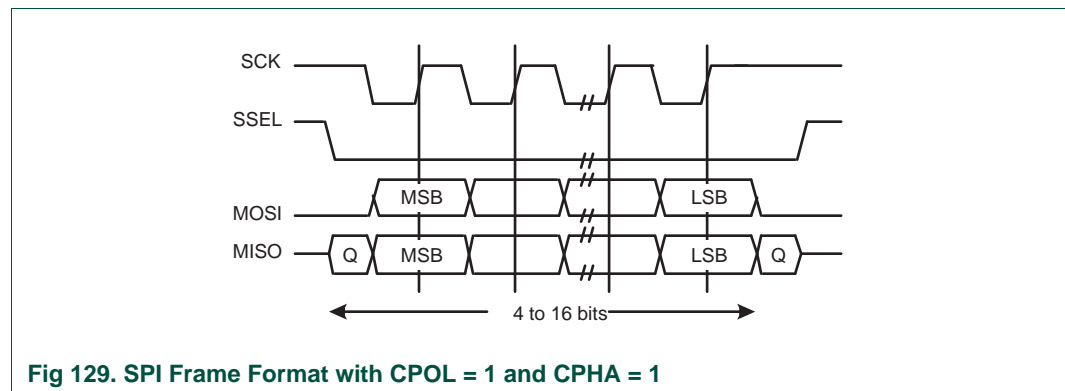 SCK
SSEL
MOSI
MSB
LSB
MISO
Q
MSB
LSB
Q
4 to 16 bits
Fig 129. SPI Frame Format with CPOL = 1 and CPHA = 1